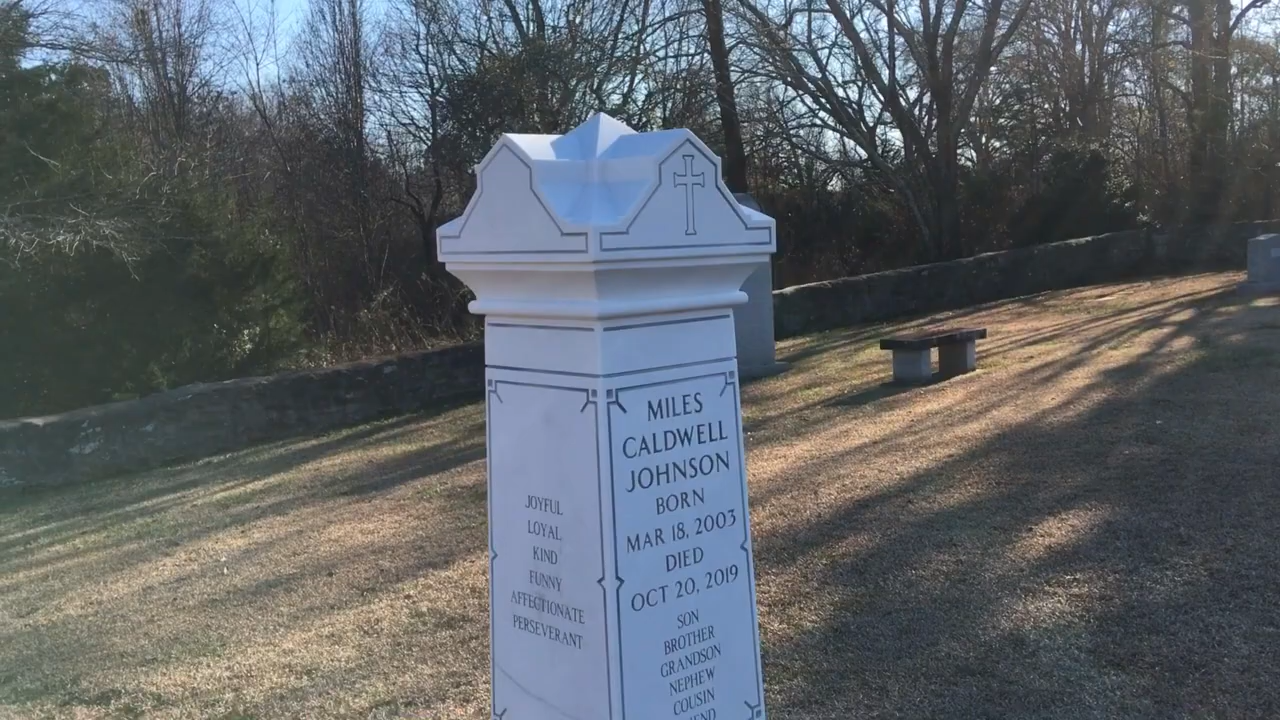 JOYFUL
LOYAL
KIND
FUNNY
AFFECTIONATE
PERSEVERANT
MILES
CALDWELL
JOHNSON
BORN
MAR 18, 2003
DIED
OCT 20, 2019
SON
BROTHER
GRANDSON
NEPHEW
COUSIN